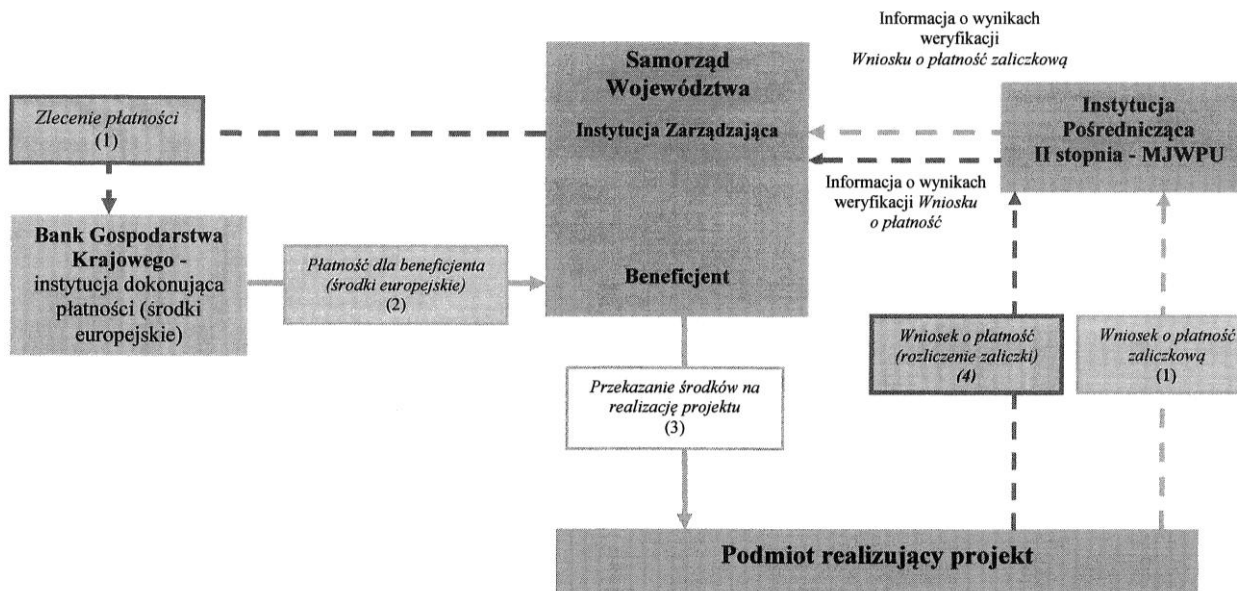 Informacja o wynikach
weryfikacji
Wniosku o płatność zaliczkową
Samorząd
Województwa
Instytucja Zarządzająca
Beneficjent
Zlecenie płatności
(1)
Instytucja
Pośrednicząca
II stopnia - MJWPU
Informacja o wynikach
weryfikacji Wniosku
o płatność
Bank Gospodarstwa
Krajowego -
instytucja dokonująca
płatności (środki
europejskie)
Płatność dla beneficjenta
(środki europejskie)
(2)
Wniosek o płatność
(rozliczenie zaliczki)
(4)
Wniosek o płatność
zaliczkową
(1)
Przekazanie środków na
realizację projektu
(3)
Podmiot realizujący projekt